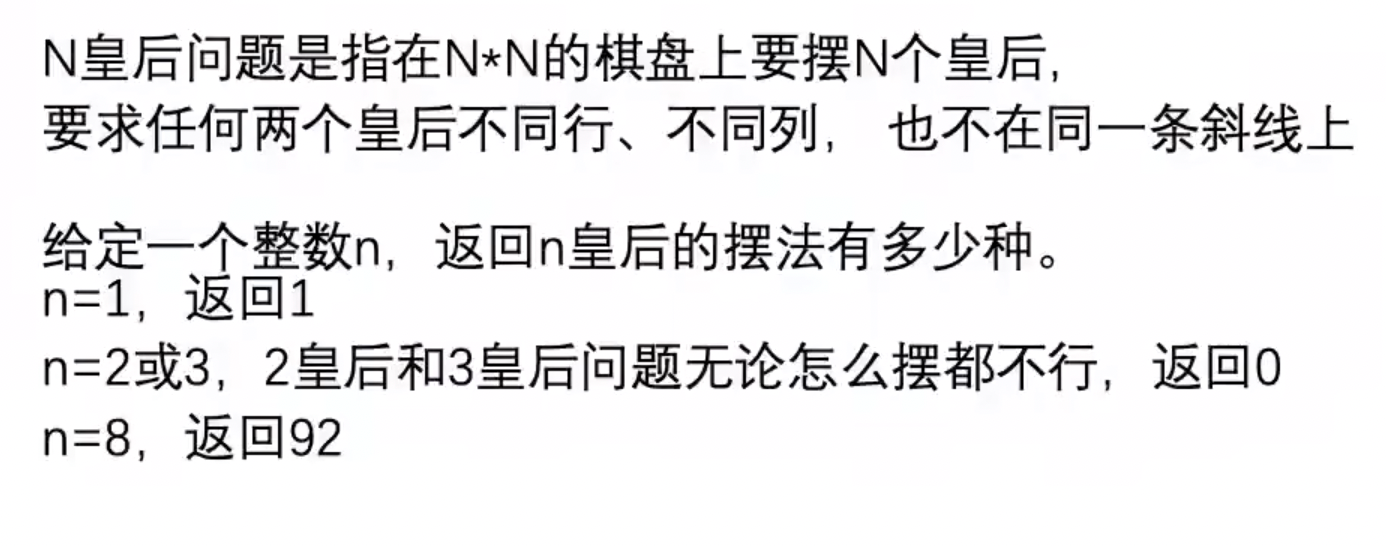 N皇后问题是指在N*N的棋盘上要摆N个皇后,
要求任何两个皇后不同行、不同列, 也不在同一条斜线上
给定一个整数n, 返回n皇后的摆法有多少种。
n=1, 返回1
n=2或3, 2皇后和3皇后问题无论怎么摆都不行, 返回0
n=8, 返回92